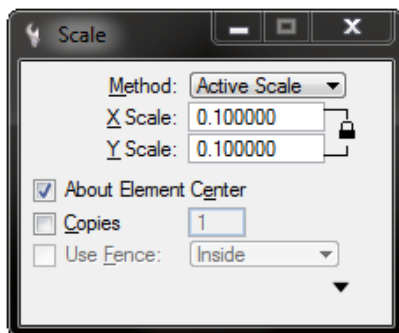 Scale
Method: Active Scale
X Scale: 0.100000
Y Scale: 0.100000
About Element Center
Copies 1
Use Fence: Inside